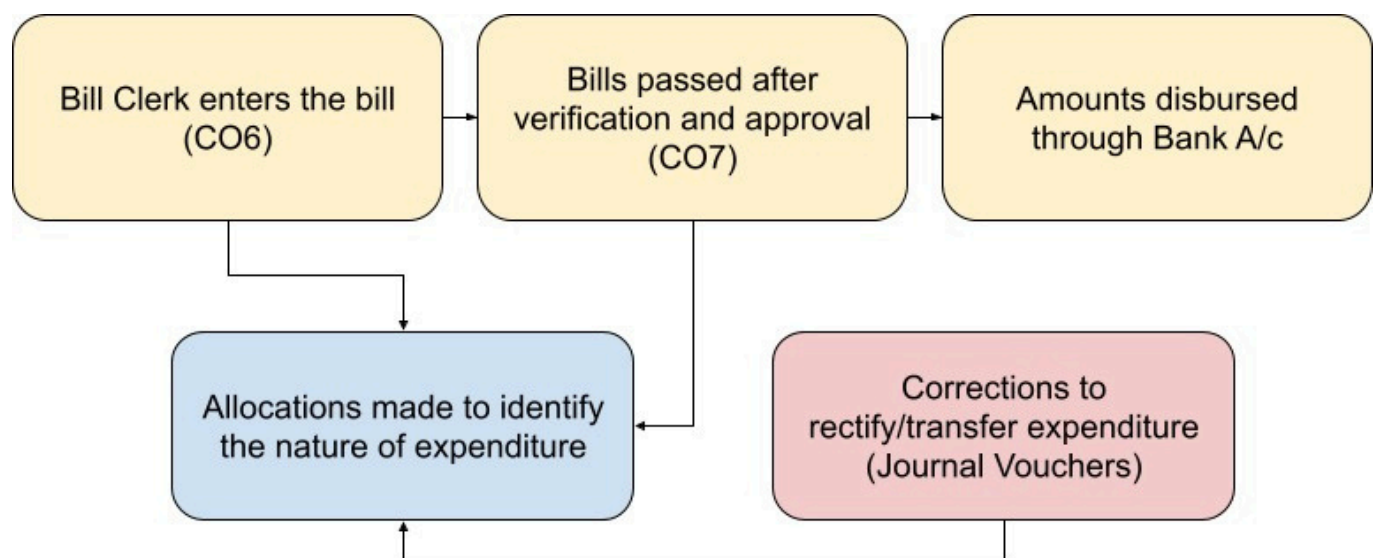 Bill Clerk enters the bill
(CO6)
Bills passed after
verification and approval
(CO7)
Amounts disbursed
through Bank A/c
Allocations made to identify
the nature of expenditure
Corrections to
rectify/transfer expenditure
(Journal Vouchers)